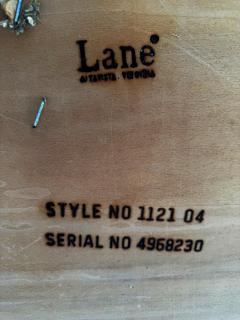 Lane
ALTAVISTA, VIRGINIA
STYLE NO 1121 04
SERIAL NO 4968230